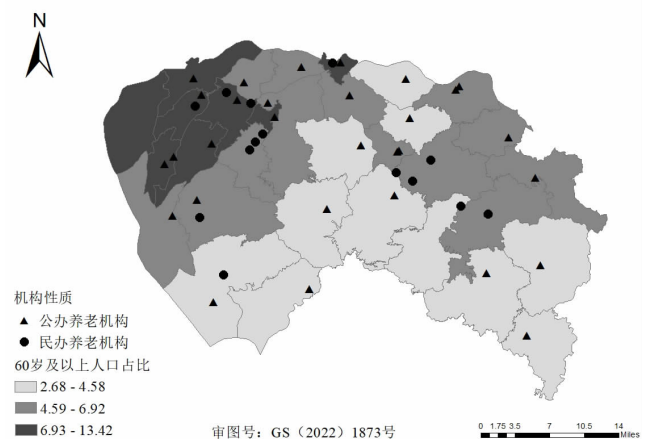 N
机构性质
公办养老机构
民办养老机构
60岁及以上人口占比
2.68 - 4.58
4.59 - 6.92
6.93 - 13.42
审图号：GS（2022）1873号
0 1.75 3.5 7 10.5 14
Miles